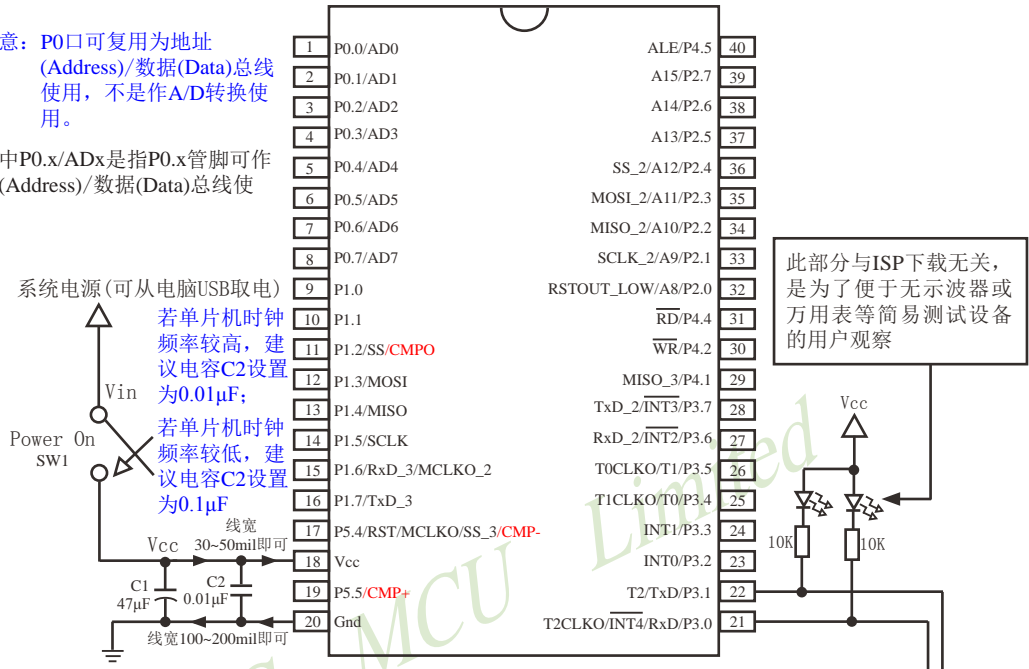 意：P0口可复用为地址
(Address)/数据(Data)总线
使用，不是作A/D转换使
用。
中P0.x/ADx是指P0.x管脚可作
(Address)/数据(Data)总线使
系统电源(可从电脑USB取电)
若单片机时钟
频率较高，建
议电容C2设置
为0.01μF；
若单片机时钟
频率较低，建
议电容C2设置
为0.1μF
Vin
Power On
SW1
线宽
Vcc 30~50mil即可
C1
47μF
C2
0.01μF
线宽100~200mil即可
1 P0.0/AD0
2 P0.1/AD1
3 P0.2/AD2
4 P0.3/AD3
5 P0.4/AD4
6 P0.5/AD5
7 P0.6/AD6
8 P0.7/AD7
9 P1.0
10 P1.1
11 P1.2/SS/CMPO
12 P1.3/MOSI
13 P1.4/MISO
14 P1.5/SCLK
15 P1.6/RxD_3/MCLKO_2
16 P1.7/TxD_3
17 P5.4/RST/MCLKO/SS_3/CMP-
18 Vcc
19 P5.5/CMP+
20 Gnd
ALE/P4.5 40
A15/P2.7 39
A14/P2.6 38
A13/P2.5 37
SS_2/A12/P2.4 36
MOSI_2/A11/P2.3 35
MISO_2/A10/P2.2 34
SCLK_2/A9/P2.1 33
RSTOUT_LOW/A8/P2.0 32
RD/P4.4 31
WR/P4.2 30
MISO_3/P4.1 29
TxD_2/INT3/P3.7 28
RxD_2/INT2/P3.6 27
T0CLKO/T1/P3.5 26
T1CLKO/T0/P3.4 25
INT1/P3.3 24
INT0/P3.2 23
T2/TxD/P3.1 22
T2CLKO/INT4/RxD/P3.0 21
此部分与ISP下载无关，
是为了便于无示波器或
万用表等简易测试设备
的用户观察
Vcc
10K
10K
MCU Limited